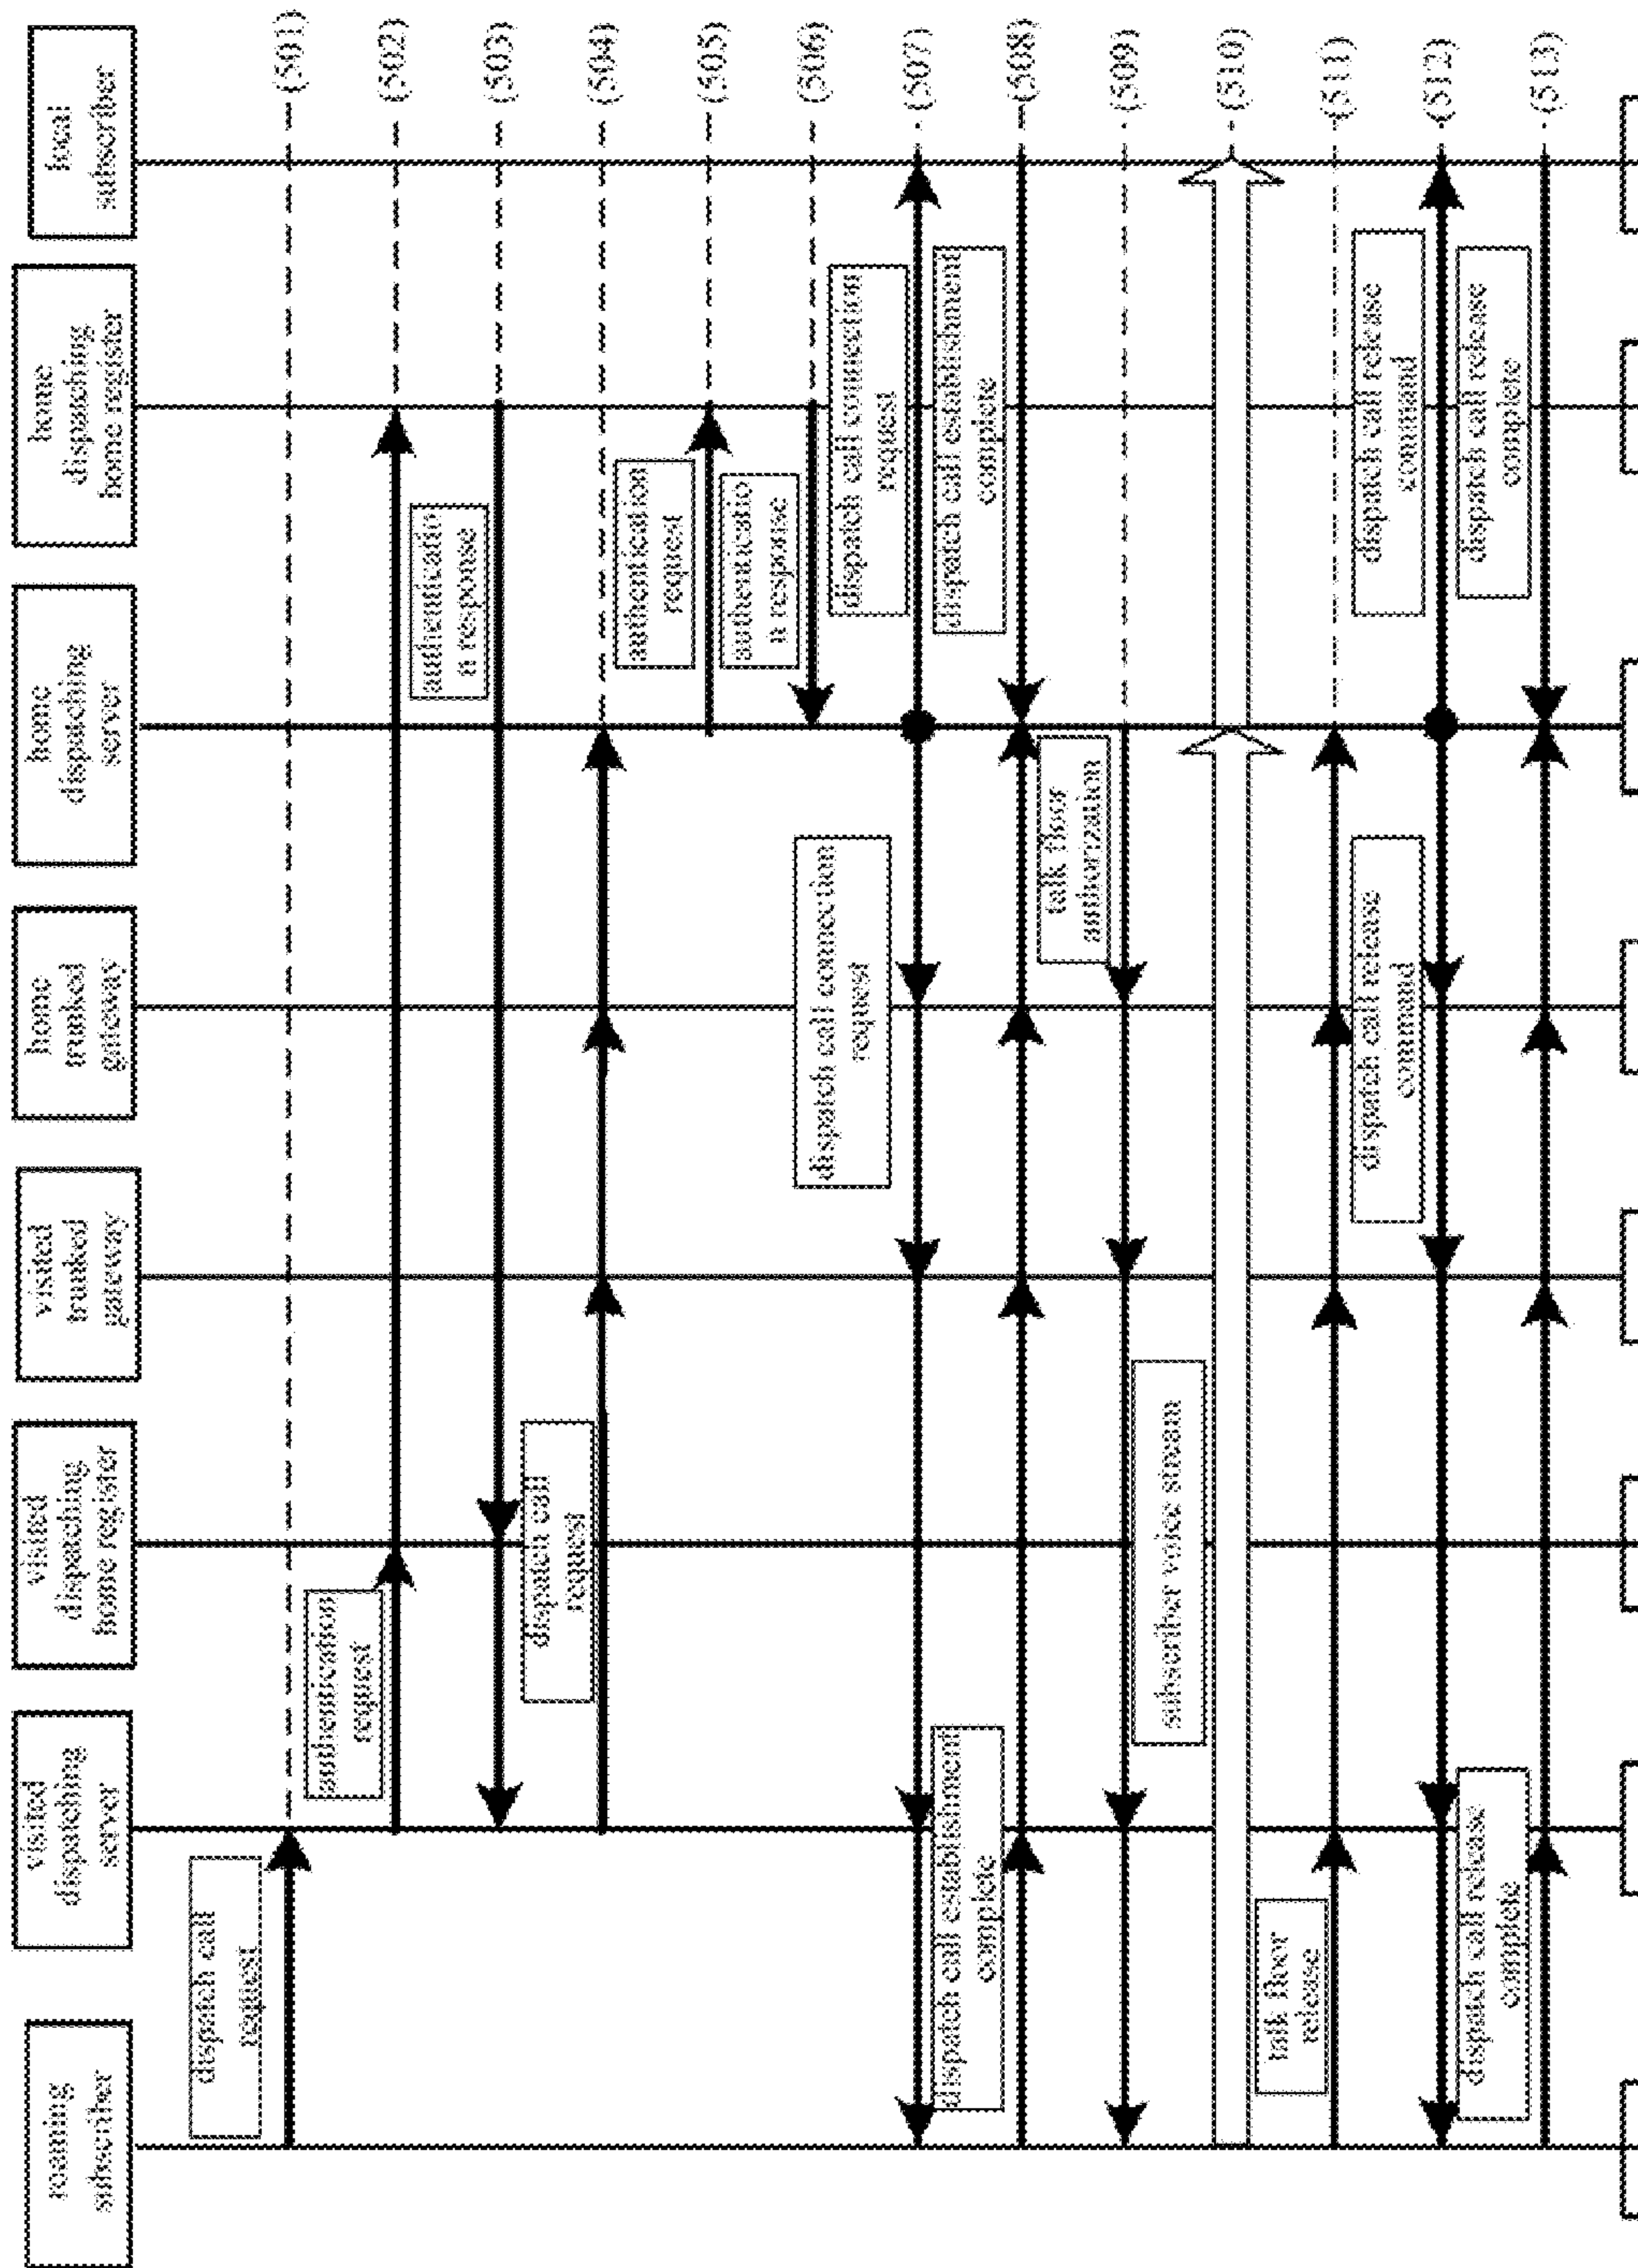 roaming
subscriber
visited
dispatching
server
visited
dispatching
home register
visited
trunked
gateway
home
trunked
gateway
home
dispatching
server
home
dispatching
home register
local
subscriber
dispatch call
request
(501)
authentication
request
(502)
authenticatio
n response
(503)
dispatch call
request
(504)
authentication
request
(505)
authenticatio
n response
(506)
dispatch call connection
request
dispatch call connection
request
(507)
dispatch call establishment
complete
dispatch call establishment
complete
(508)
talk floor
authorization
(509)
subscriber voice stream
(510)
talk floor
release
(511)
dispatch call release
command
dispatch call release
command
(512)
dispatch call release
complete
dispatch call release
complete
(513)